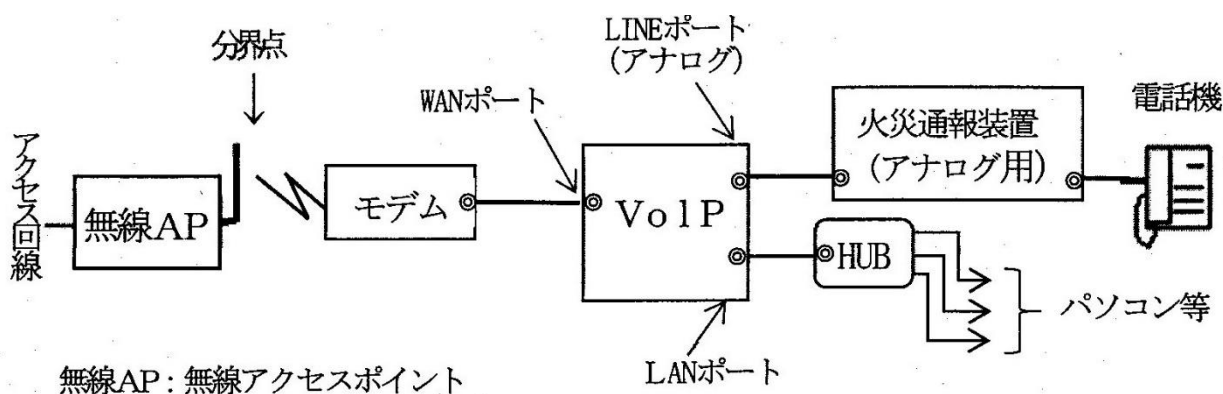 分界点
LINEポート
(アナログ)
WANポート
電話機
アクセス回線
無線AP
モデム
VoIP
火災通報装置
(アナログ用)
HUB
パソコン等
LANポート
無線AP:無線アクセスポイント